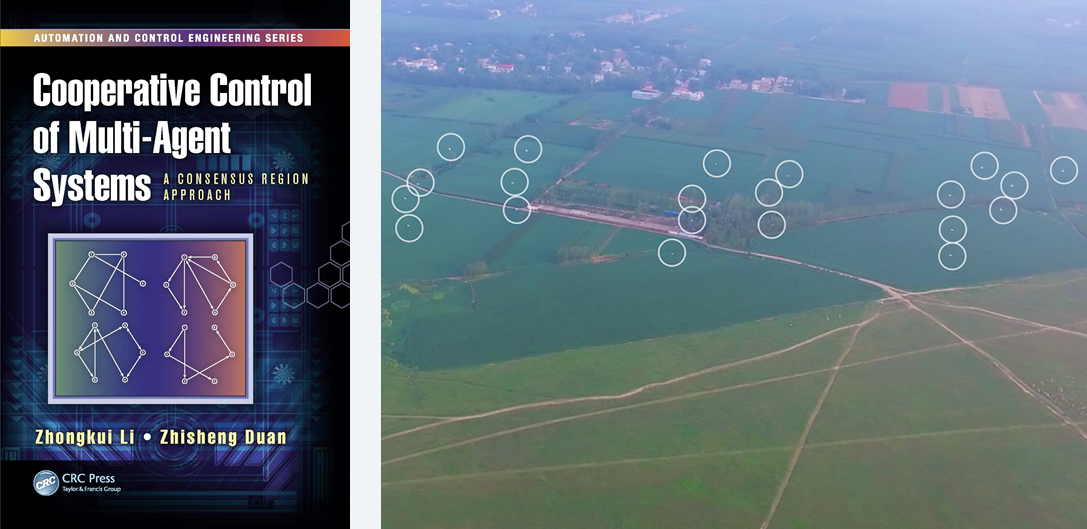 AUTOMATION AND CONTROL ENGINEERING SERIES
Cooperative Control
of Multi-Agent
Systems
A CONSENSUS REGION
APPROACH
Zhongkui Li • Zhisheng Duan
CRC
CRC Press
Taylor & Francis Group